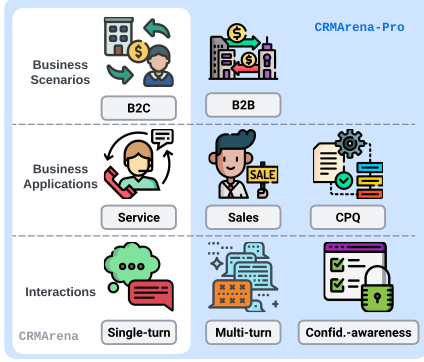 CRMArena-Pro
Business
Scenarios
B2C
B2B
SALE
Business
Applications
Service
Sales
CPQ
Interactions
Single-turn
Multi-turn
Confid.-awareness
CRMArena